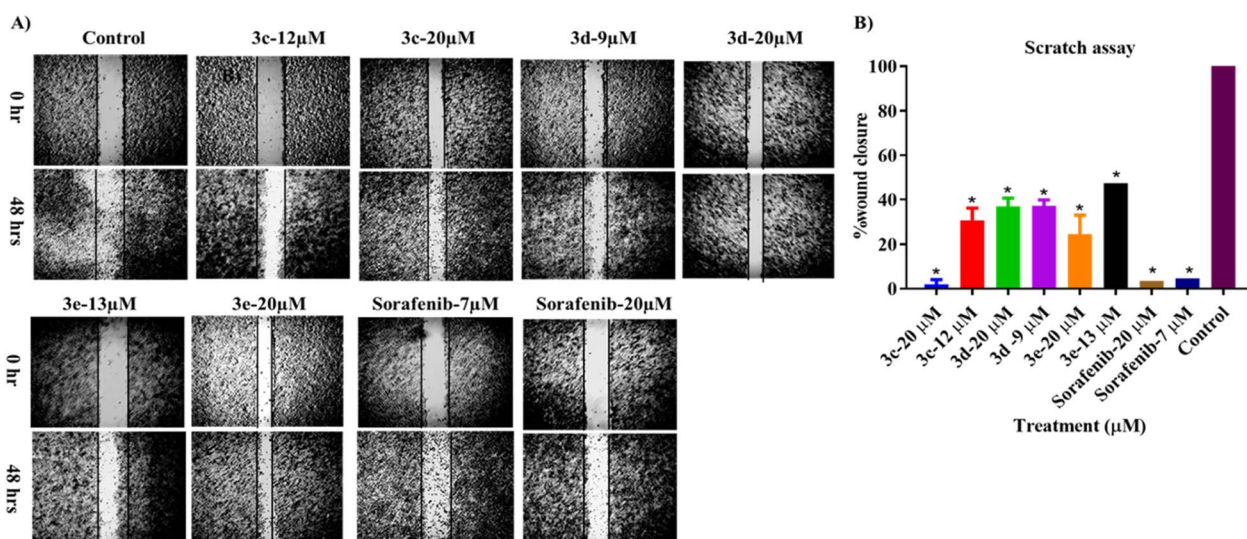 A)
Control 3c-12µM 3c-20µM 3d-9µM 3d-20µM
B)
0 hr
48 hrs
3e-13µM 3e-20µM Sorafenib-7µM Sorafenib-20µM
0 hr
48 hrs
B)
Scratch assay
%wound closure
100
80
60
40
20
0
* * * * * * * *
3c-20 µM
3c-12 µM
3d-20 µM
3d -9 µM
3e-20 µM
3e-13 µM
Sorafenib-20 µM
Sorafenib-7 µM
Control
Treatment (µM)